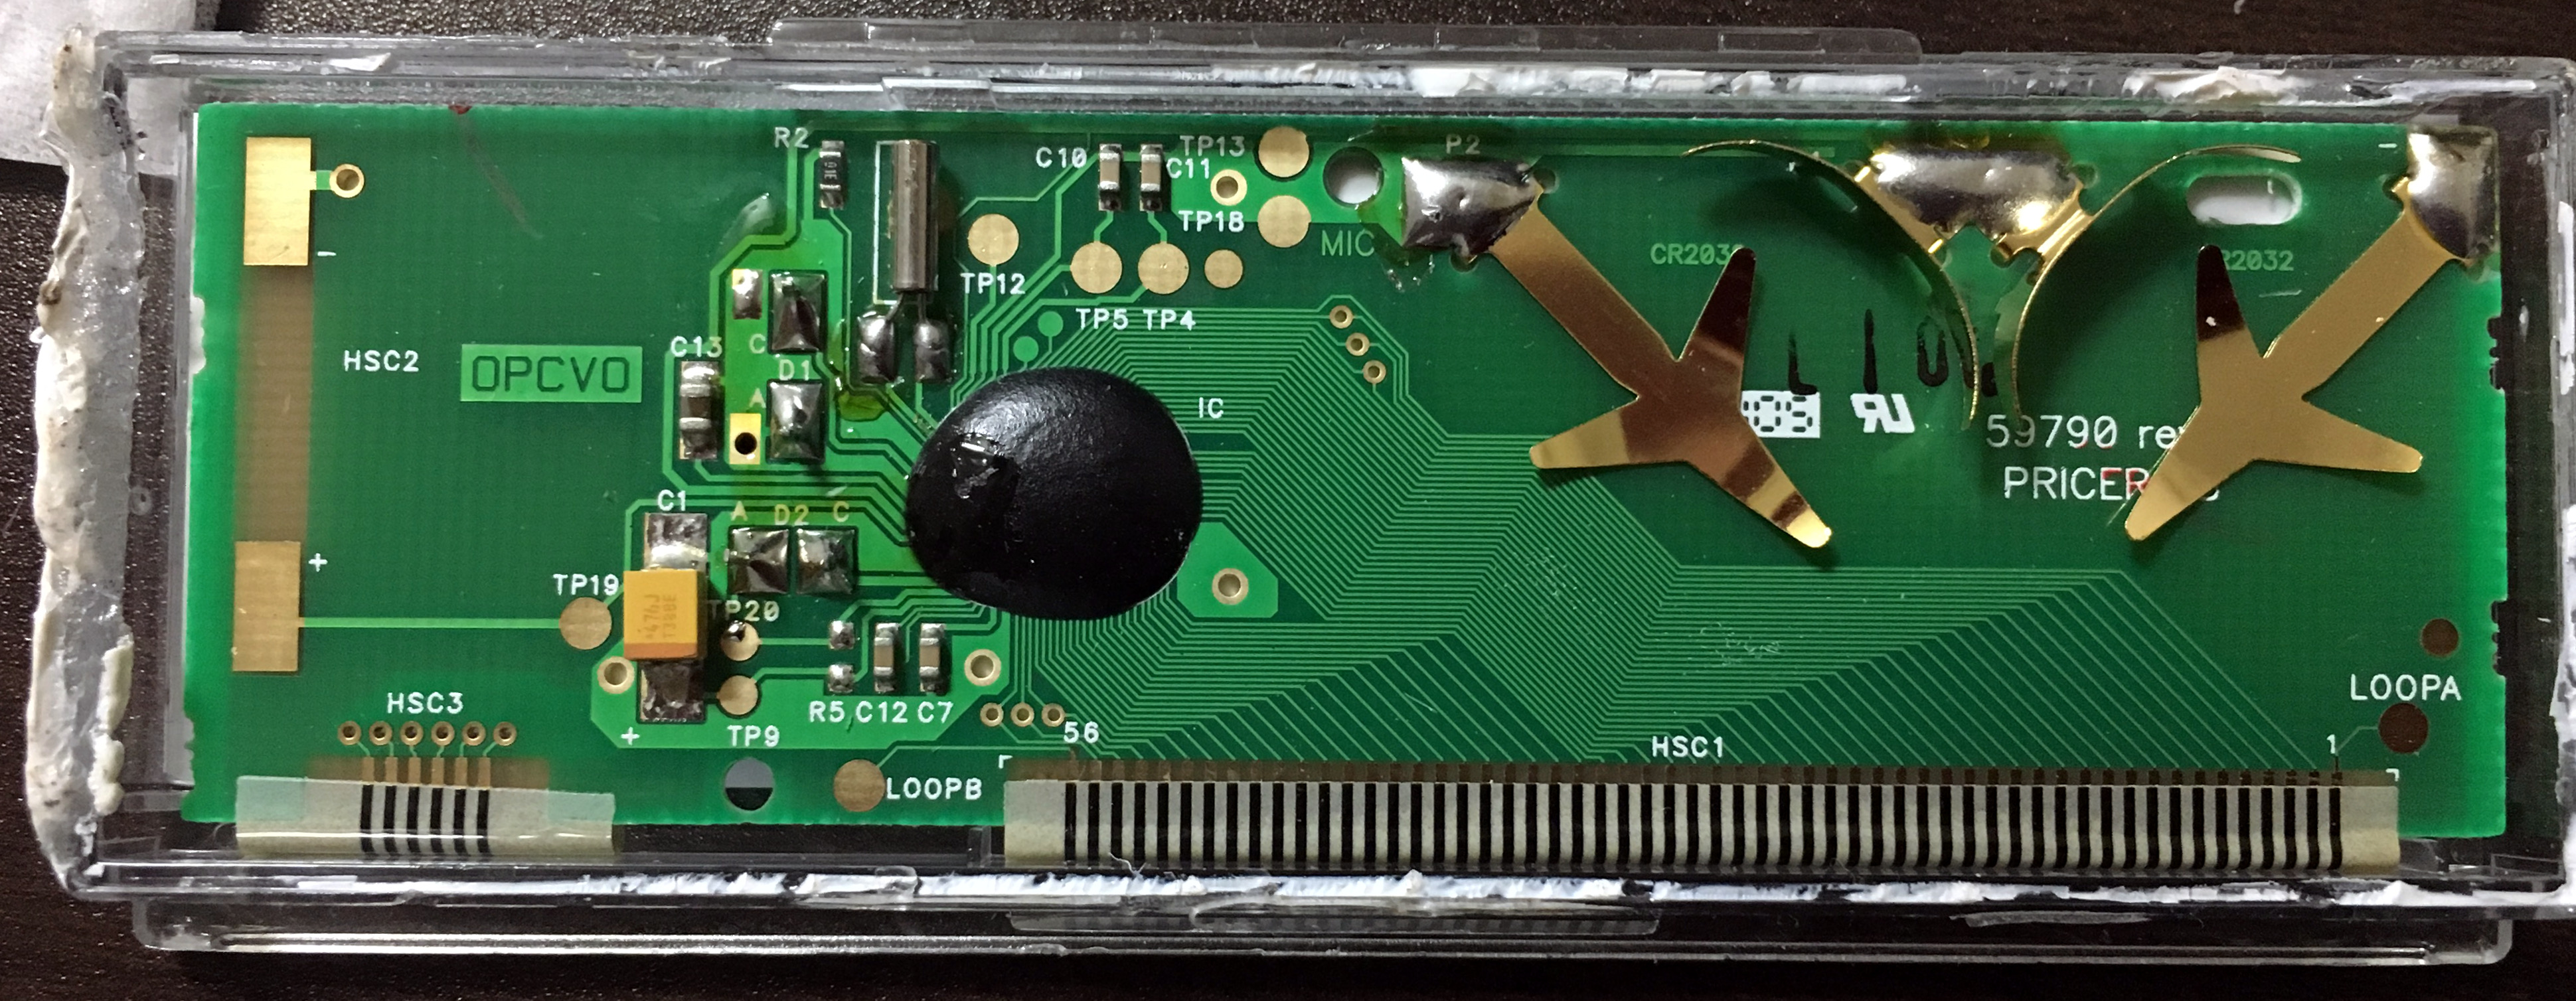 R2
C10
C11
TP13
P2
-
TP18
MIC
-
TP12
CR203
R2032
TP5 TP4
HSC2
OPCVO
C13
C
D1
A
IC
UR
59790 re
PRICER
C1
A D2 C
+
TP19
476J
TP20
R5 C12 C7
HSC3
+
TP9
56
HSC1
LOOPA
1
LOOPB